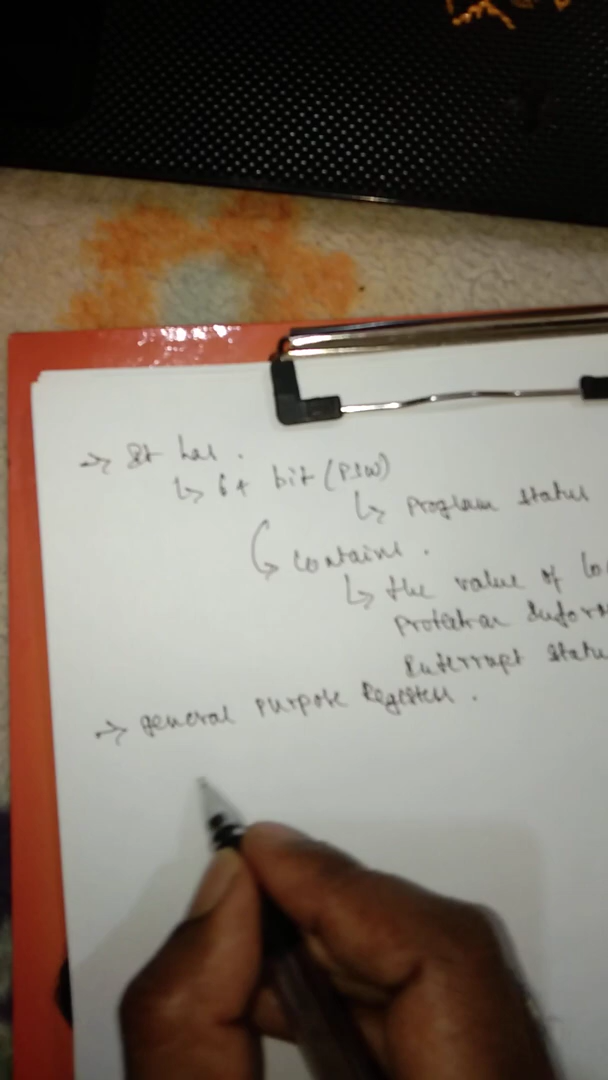 → It has.
↳ 64 bit (PSW)
↳ Program status
↳ contains.
↳ the value of
Protection
Interrupt Status
→ general purpose Registers.